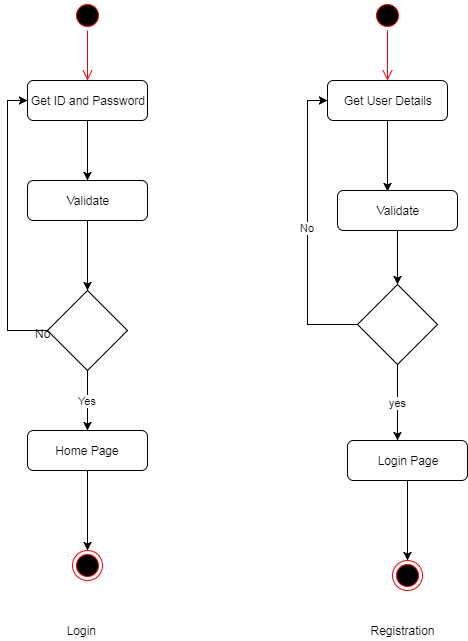 Get ID and Password
Validate
No
Yes
Home Page
Login
Get User Details
No
Validate
yes
Login Page
Registration